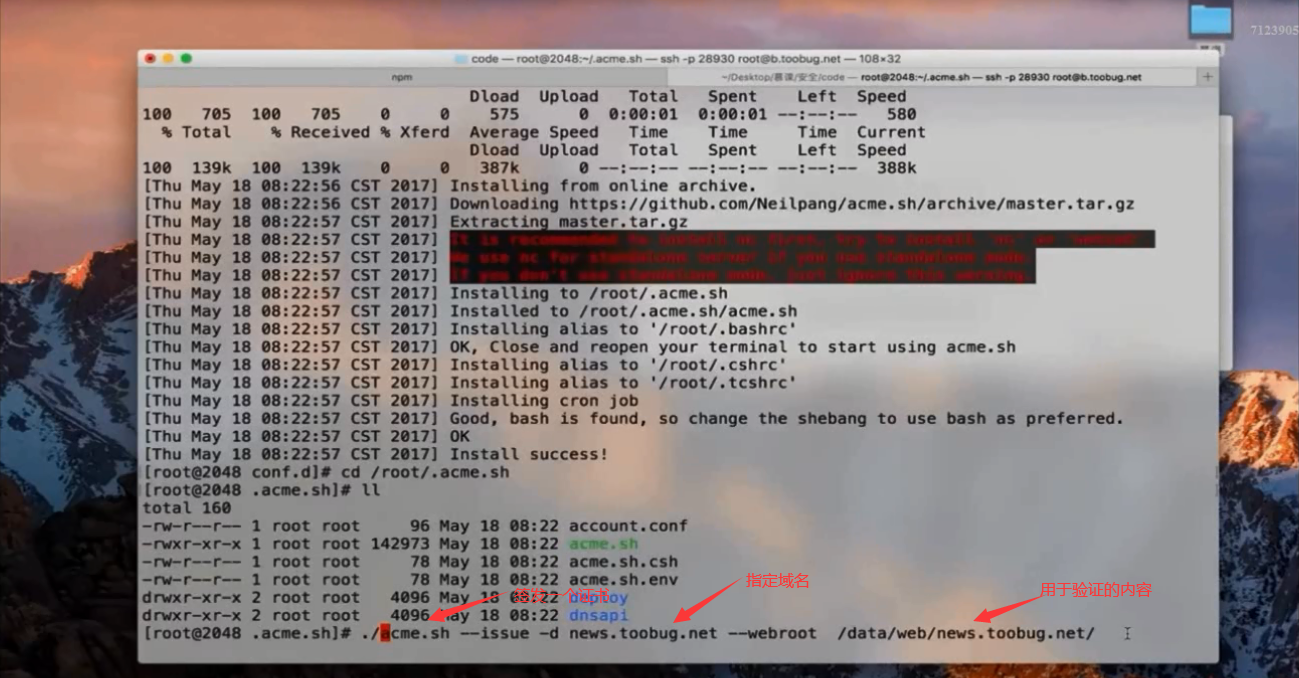 7123905
code — root@2048:~/.acme.sh — ssh -p 28930 root@b.toobug.net — 108×32
npm
~/Desktop/慕课/安全/code — root@2048:~/.acme.sh — ssh -p 28930 root@b.toobug.net
Dload Upload Total Spent Left Speed
100 705 100 705 0 0 575 0 0:00:01 0:00:01 --:--:-- 580
% Total % Received % Xferd Average Speed Time Time Time Current
Dload Upload Total Spent Left Speed
100 139k 100 139k 0 0 387k 0 --:--:-- --:--:-- --:--:-- 388k
[Thu May 18 08:22:56 CST 2017] Installing from online archive.
[Thu May 18 08:22:56 CST 2017] Downloading https://github.com/Neilpang/acme.sh/archive/master.tar.gz
[Thu May 18 08:22:57 CST 2017] Extracting master.tar.gz
[Thu May 18 08:22:57 CST 2017] It is recommended to install nc first, try to install 'nc' or 'netcat'.
[Thu May 18 08:22:57 CST 2017] We use nc for standalone server if you use standalone mode.
[Thu May 18 08:22:57 CST 2017] If you don't use standalone mode, just ignore this warning.
[Thu May 18 08:22:57 CST 2017] Installing to /root/.acme.sh
[Thu May 18 08:22:57 CST 2017] Installed to /root/.acme.sh/acme.sh
[Thu May 18 08:22:57 CST 2017] Installing alias to '/root/.bashrc'
[Thu May 18 08:22:57 CST 2017] OK, Close and reopen your terminal to start using acme.sh
[Thu May 18 08:22:57 CST 2017] Installing alias to '/root/.cshrc'
[Thu May 18 08:22:57 CST 2017] Installing alias to '/root/.tcshrc'
[Thu May 18 08:22:57 CST 2017] Installing cron job
[Thu May 18 08:22:57 CST 2017] Good, bash is found, so change the shebang to use bash as preferred.
[Thu May 18 08:22:57 CST 2017] OK
[Thu May 18 08:22:57 CST 2017] Install success!
[root@2048 conf.d]# cd /root/.acme.sh
[root@2048 .acme.sh]# ll
total 160
-rw-r--r-- 1 root root 96 May 18 08:22 account.conf
-rwxr-xr-x 1 root root 142973 May 18 08:22 acme.sh
-rw-r--r-- 1 root root 78 May 18 08:22 acme.sh.csh
-rw-r--r-- 1 root root 78 May 18 08:22 acme.sh.env
指定域名
用于验证的内容
drwxr-xr-x 2 root root 4096 May 18 08:22 deploy
一个证书
drwxr-xr-x 2 root root 4096 May 18 08:22 dnsapi
[root@2048 .acme.sh]# ./acme.sh --issue -d news.toobug.net --webroot /data/web/news.toobug.net/